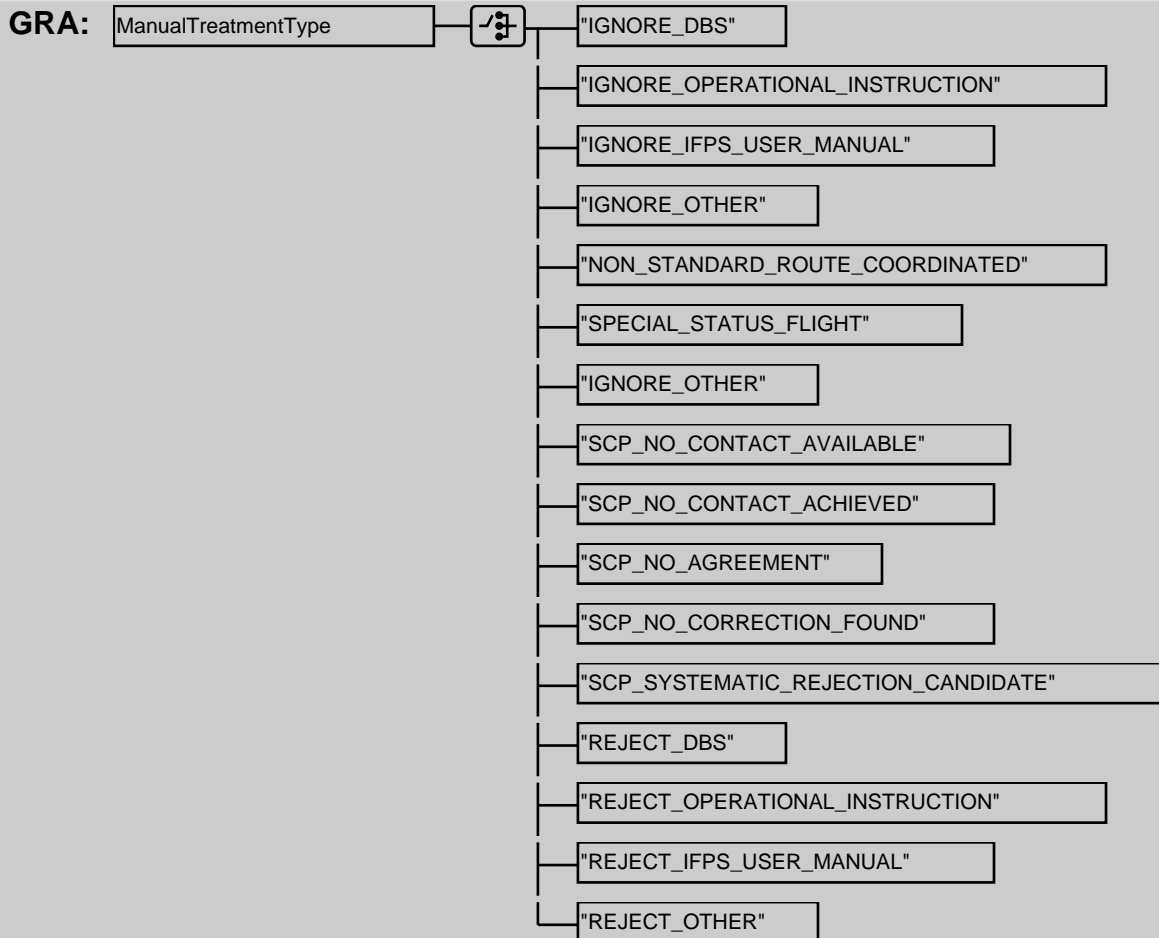 GRA: ManualTreatmentType "IGNORE_DBS"
"IGNORE_OPERATIONAL_INSTRUCTION"
"IGNORE_IFPS_USER_MANUAL"
"IGNORE_OTHER"
"NON_STANDARD_ROUTE_COORDINATED"
"SPECIAL_STATUS_FLIGHT"
"IGNORE_OTHER"
"SCP_NO_CONTACT_AVAILABLE"
"SCP_NO_CONTACT_ACHIEVED"
"SCP_NO_AGREEMENT"
"SCP_NO_CORRECTION_FOUND"
"SCP_SYSTEMATIC_REJECTION_CANDIDATE"
"REJECT_DBS"
"REJECT_OPERATIONAL_INSTRUCTION"
"REJECT_IFPS_USER_MANUAL"
"REJECT_OTHER"